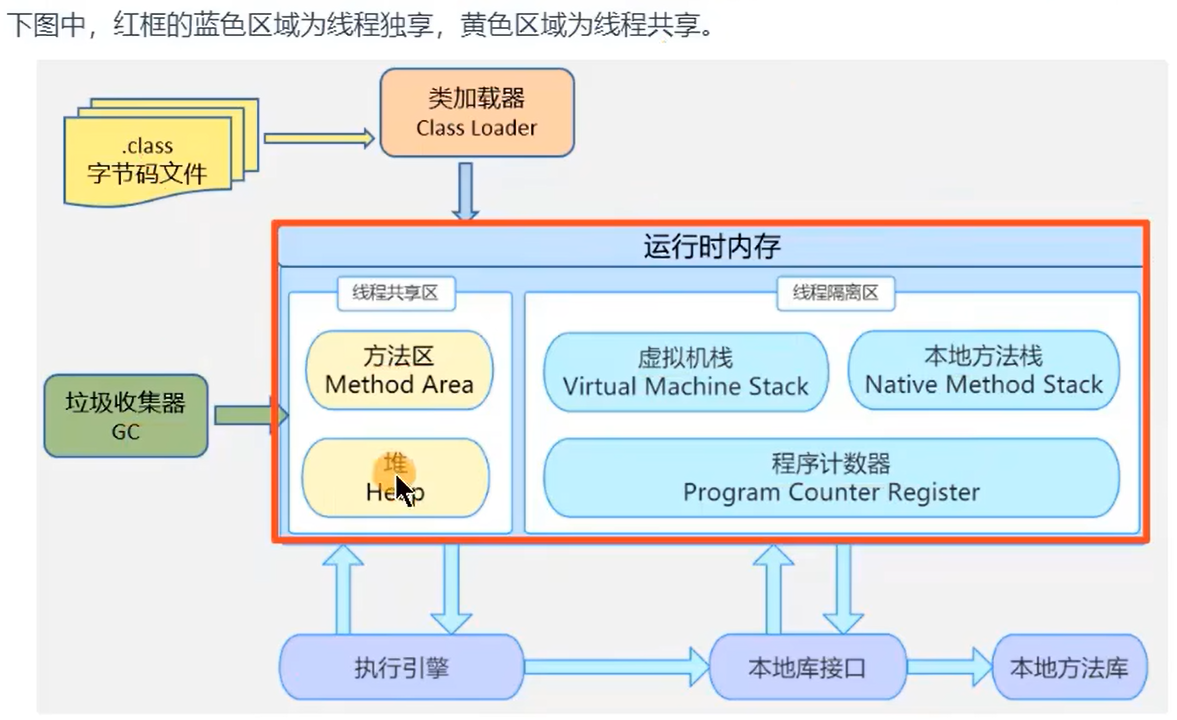 下图中，红框的蓝色区域为线程独享，黄色区域为线程共享。
类加载器
Class Loader
.class
字节码文件
运行时内存
线程共享区
线程隔离区
方法区
Method Area
虚拟机栈
Virtual Machine Stack
本地方法栈
Native Method Stack
垃圾收集器
GC
堆
程序计数器
Program Counter Register
执行引擎
本地库接口
本地方法库